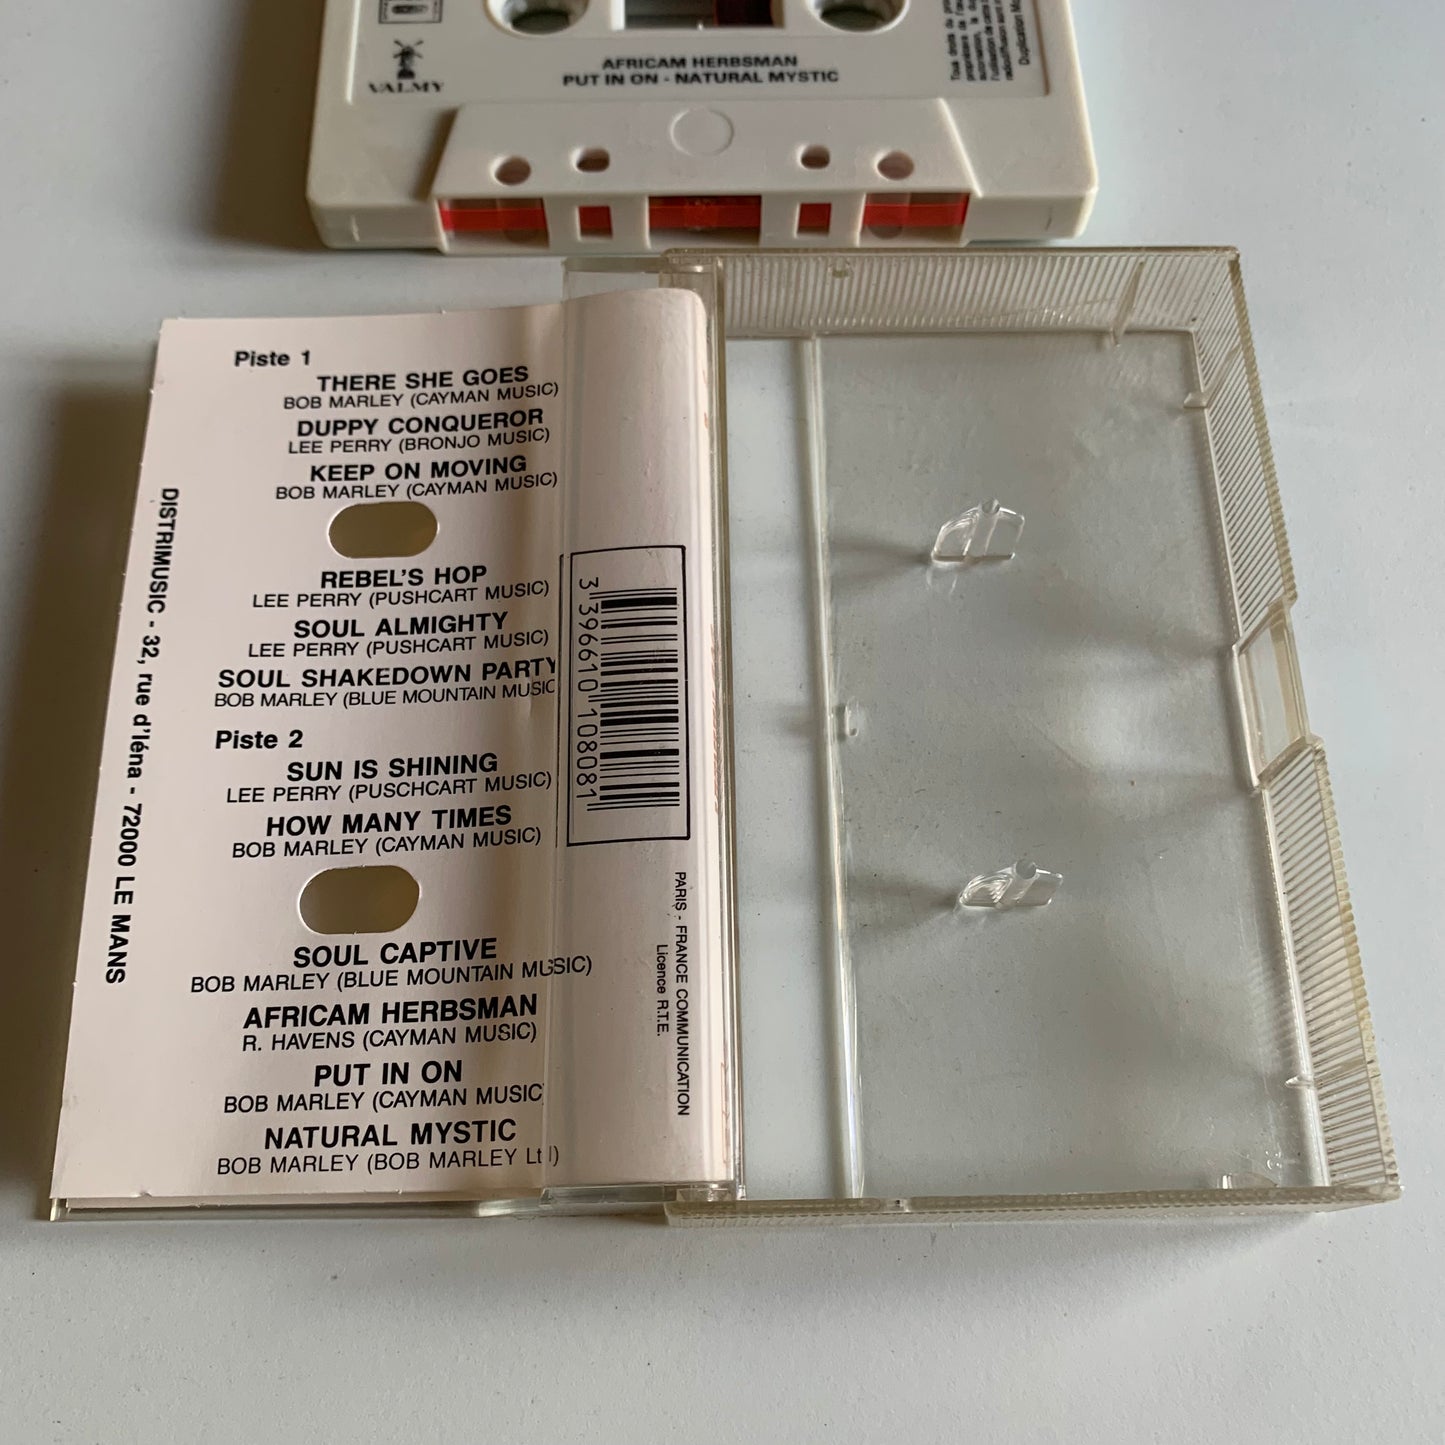 VALMY
AFRICAM HERBSMAN
PUT IN ON - NATURAL MYSTIC
Piste 1
THERE SHE GOES
BOB MARLEY (CAYMAN MUSIC)
DUPPY CONQUEROR
LEE PERRY (BRONJO MUSIC)
KEEP ON MOVING
BOB MARLEY (CAYMAN MUSIC)
REBEL'S HOP
LEE PERRY (PUSHCART MUSIC)
SOUL ALMIGHTY
LEE PERRY (PUSHCART MUSIC)
SOUL SHAKEDOWN PARTY
BOB MARLEY (BLUE MOUNTAIN MUSIC
Piste 2
SUN IS SHINING
LEE PERRY (PUSCHCART MUSIC)
HOW MANY TIMES
BOB MARLEY (CAYMAN MUSIC)
SOUL CAPTIVE
BOB MARLEY (BLUE MOUNTAIN MUSIC)
AFRICAM HERBSMAN
R. HAVENS (CAYMAN MUSIC)
PUT IN ON
BOB MARLEY (CAYMAN MUSIC
NATURAL MYSTIC
BOB MARLEY (BOB MARLEY Ltd)
DISTRIMUSIC - 32, rue d'Iéna - 72000 LE MANS
3 396610 108081
PARIS - FRANCE COMMUNICATION
Licence R.T.E.